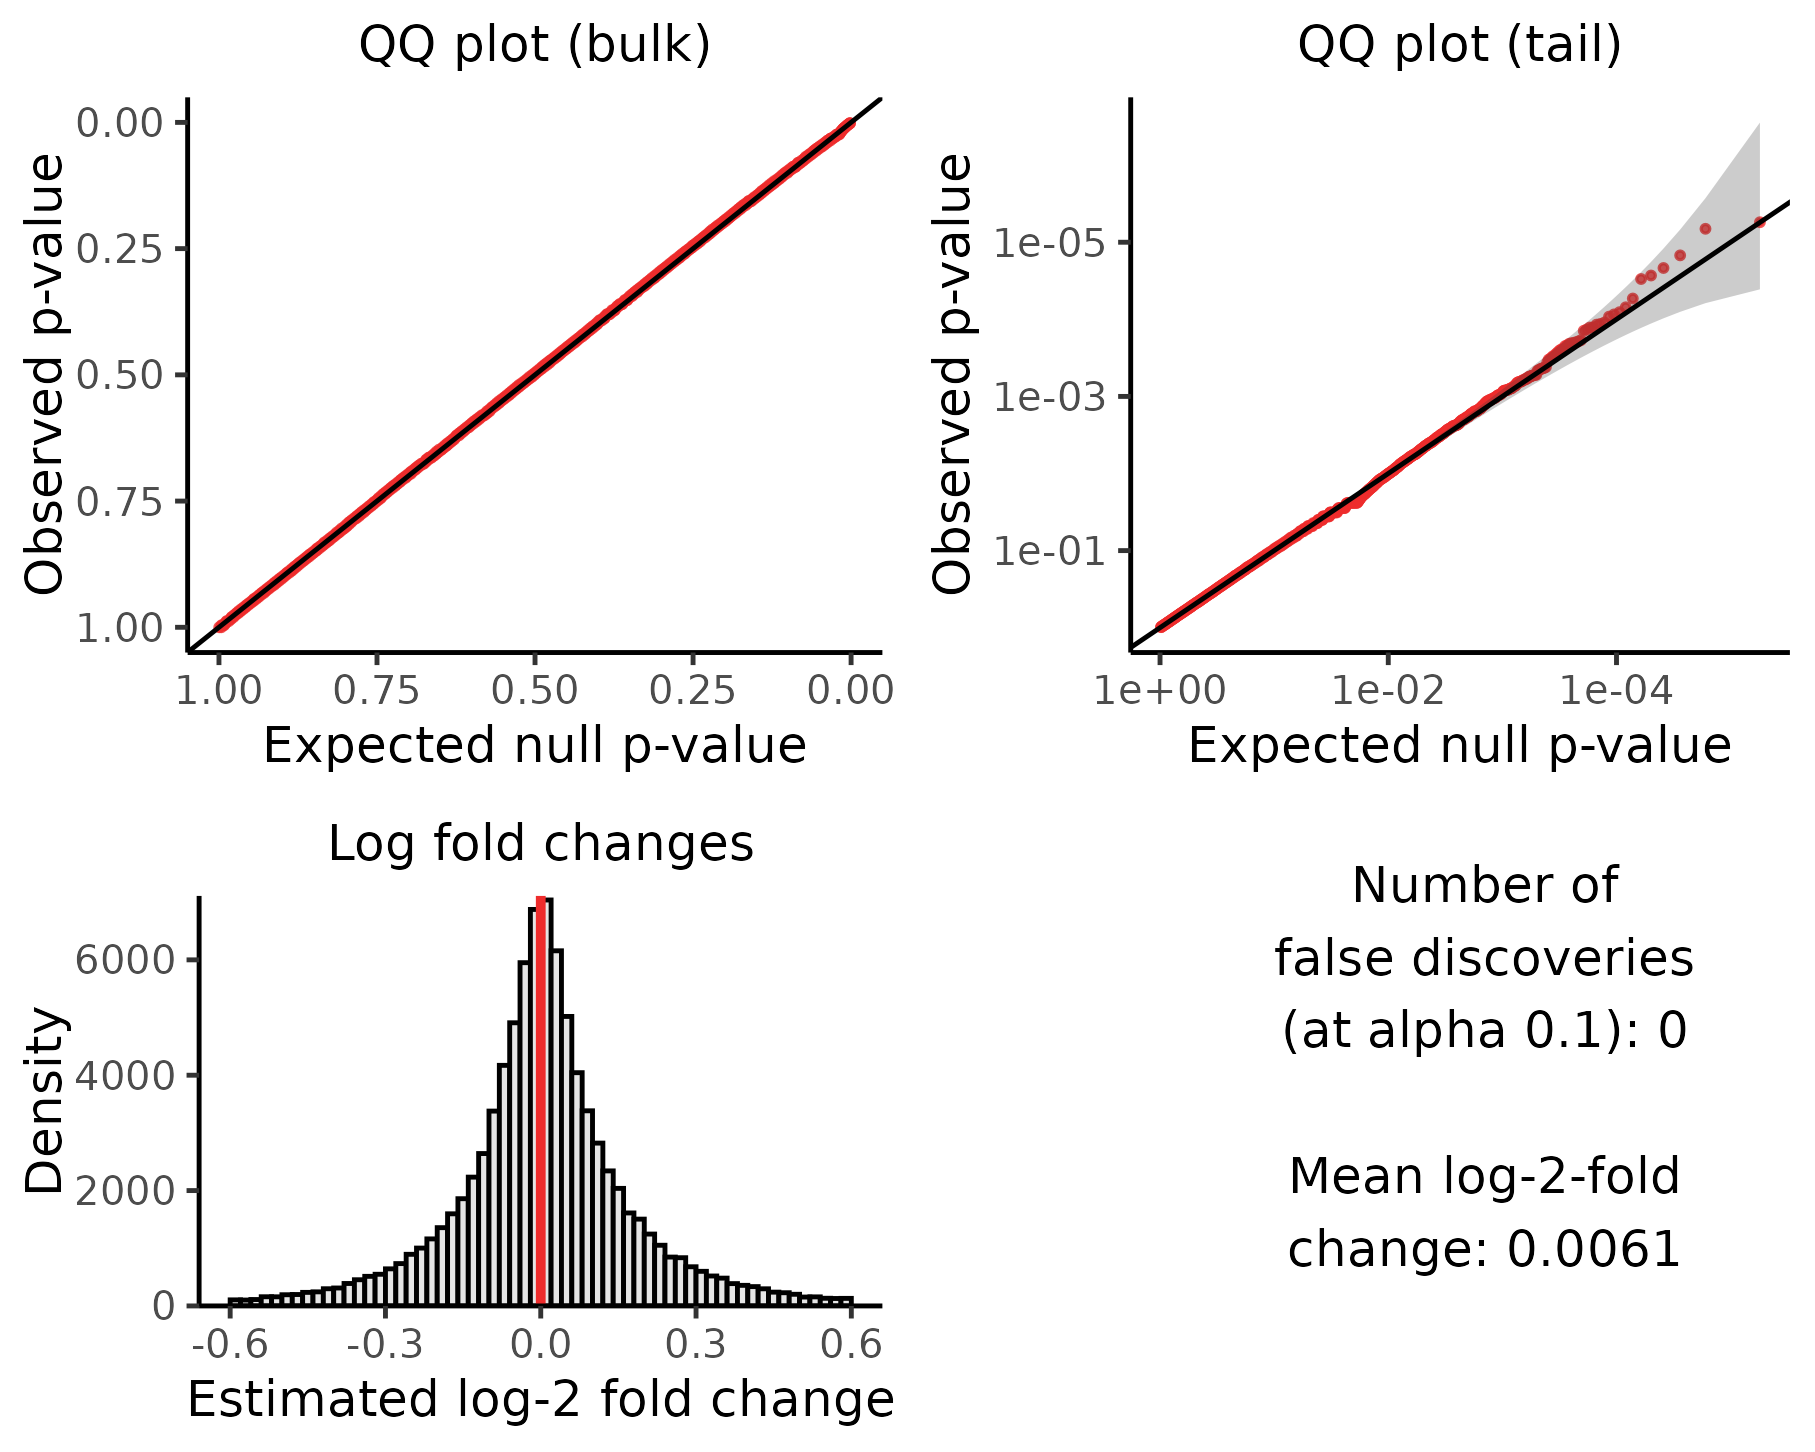 QQ plot (bulk)
Observed p-value
0.00
0.25
0.50
0.75
1.00
1.00 0.75 0.50 0.25 0.00
Expected null p-value
QQ plot (tail)
Observed p-value
1e-05
1e-03
1e-01
1e+00 1e-02 1e-04
Expected null p-value
Log fold changes
Density
6000
4000
2000
0
-0.6 -0.3 0.0 0.3 0.6
Estimated log-2 fold change
Number of
false discoveries
(at alpha 0.1): 0
Mean log-2-fold
change: 0.0061